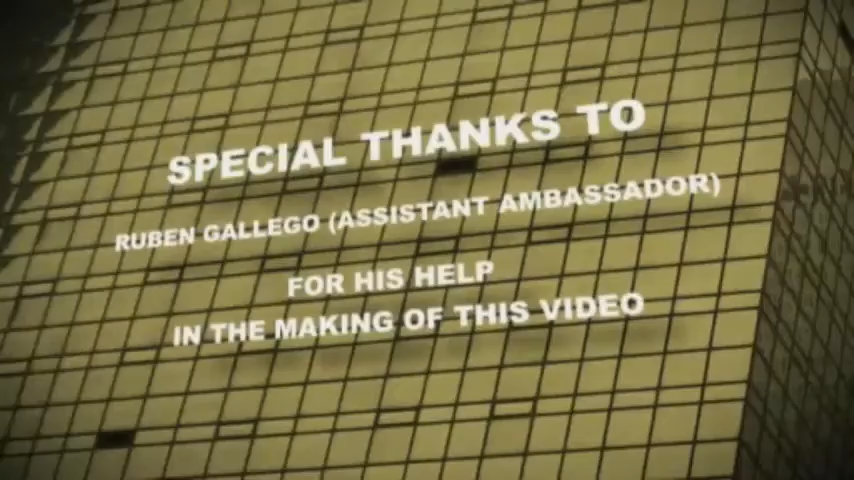 SPECIAL THANKS TO
RUBEN GALLEGO (ASSISTANT AMBASSADOR)
FOR HIS HELP
IN THE MAKING OF THIS VIDEO